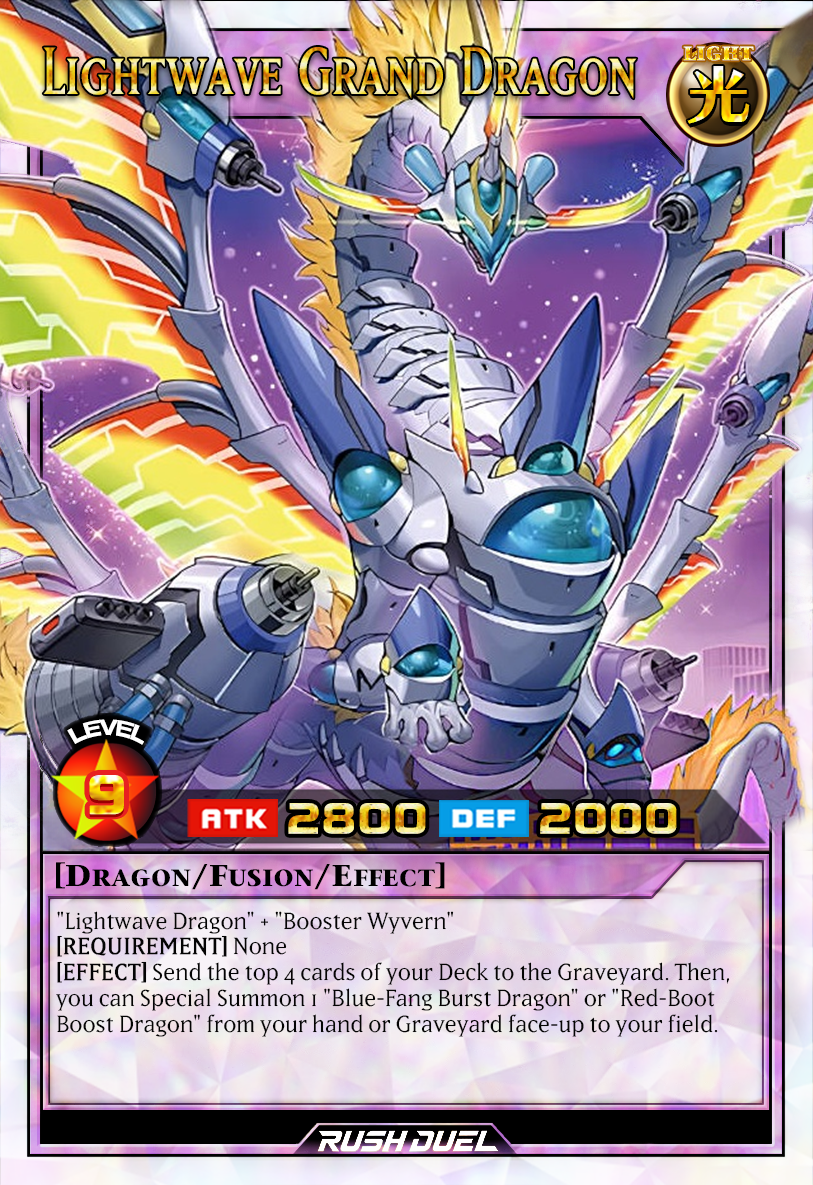 LIGHTWAVE GRAND DRAGON
LIGHT
光
LEVEL
9
ATK 2800 DEF 2000
[DRAGON/FUSION/EFFECT]
"Lightwave Dragon" + "Booster Wyvern"
[REQUIREMENT] None
[EFFECT] Send the top 4 cards of your Deck to the Graveyard. Then,
you can Special Summon 1 "Blue-Fang Burst Dragon" or "Red-Boot
Boost Dragon" from your hand or Graveyard face-up to your field.
RUSH DUEL